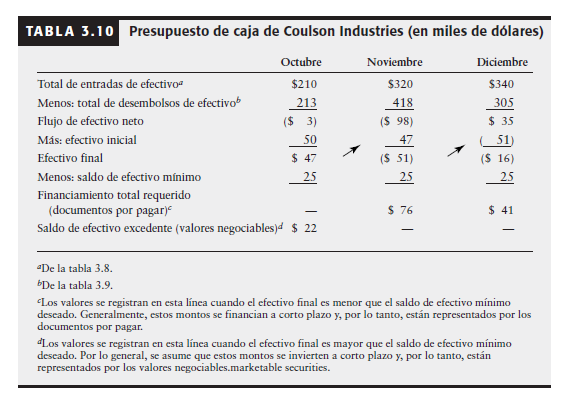 TABLA 3.10 Presupuesto de caja de Coulson Industries (en miles de dólares)
Octubre Noviembre Diciembre
Total de entradas de efectivoᵃ $210 $320 $340
Menos: total de desembolsos de efectivoᵇ 213 418 305
Flujo de efectivo neto ($ 3) ($ 98) $ 35
Más: efectivo inicial 50 47 ( 51)
Efectivo final $ 47 ($ 51) ($ 16)
Menos: saldo de efectivo mínimo 25 25 25
Financiamiento total requerido
(documentos por pagar)ᶜ — $ 76 $ 41
Saldo de efectivo excedente (valores negociables)ᵈ $ 22 — —
ᵃDe la tabla 3.8.
ᵇDe la tabla 3.9.
ᶜLos valores se registran en esta línea cuando el efectivo final es menor que el saldo de efectivo mínimo
deseado. Generalmente, estos montos se financian a corto plazo y, por lo tanto, están representados por los
documentos por pagar.
ᵈLos valores se registran en esta línea cuando el efectivo final es mayor que el saldo de efectivo mínimo
deseado. Por lo general, se asume que estos montos se invierten a corto plazo y, por lo tanto, están
representados por los valores negociables.marketable securities.